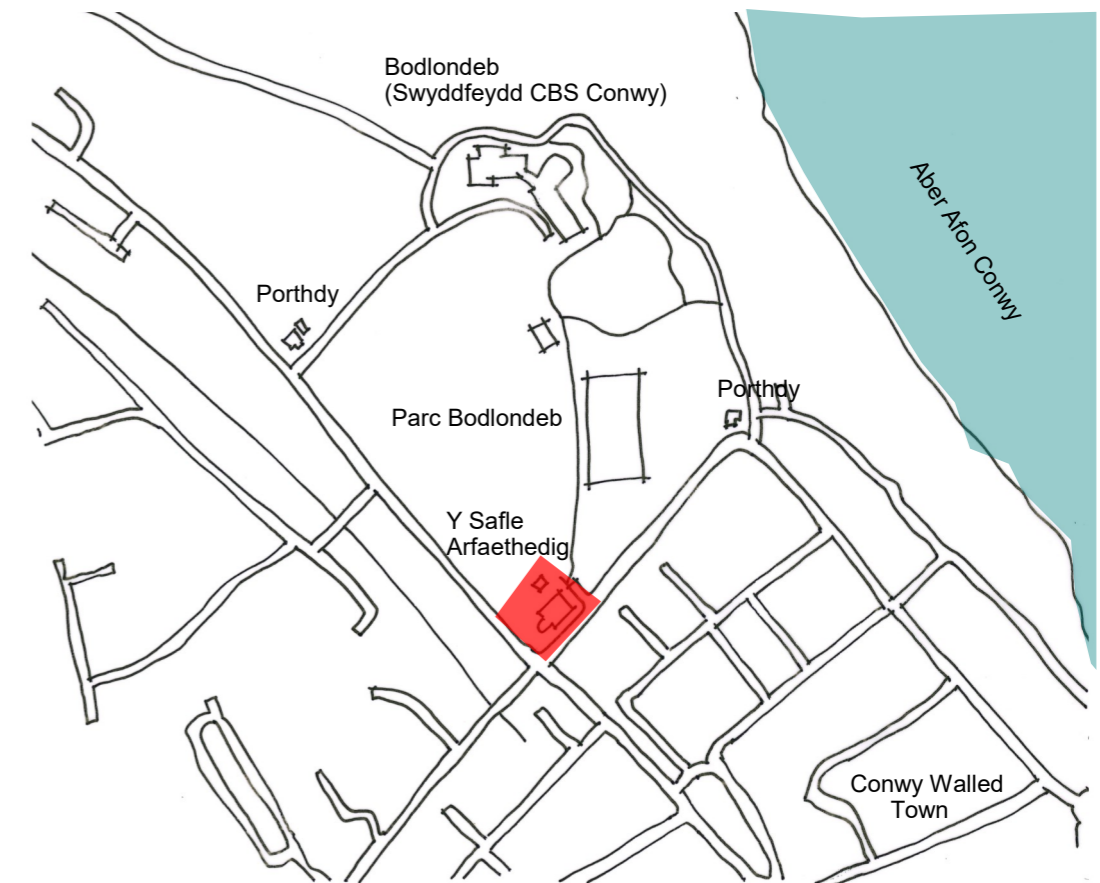 Bodlondeb
(Swyddfeydd CBS Conwy)
Aber Afon Conwy
Porthdy
Porthdy
Parc Bodlondeb
Y Safle
Arfaethedig
Conwy Walled
Town